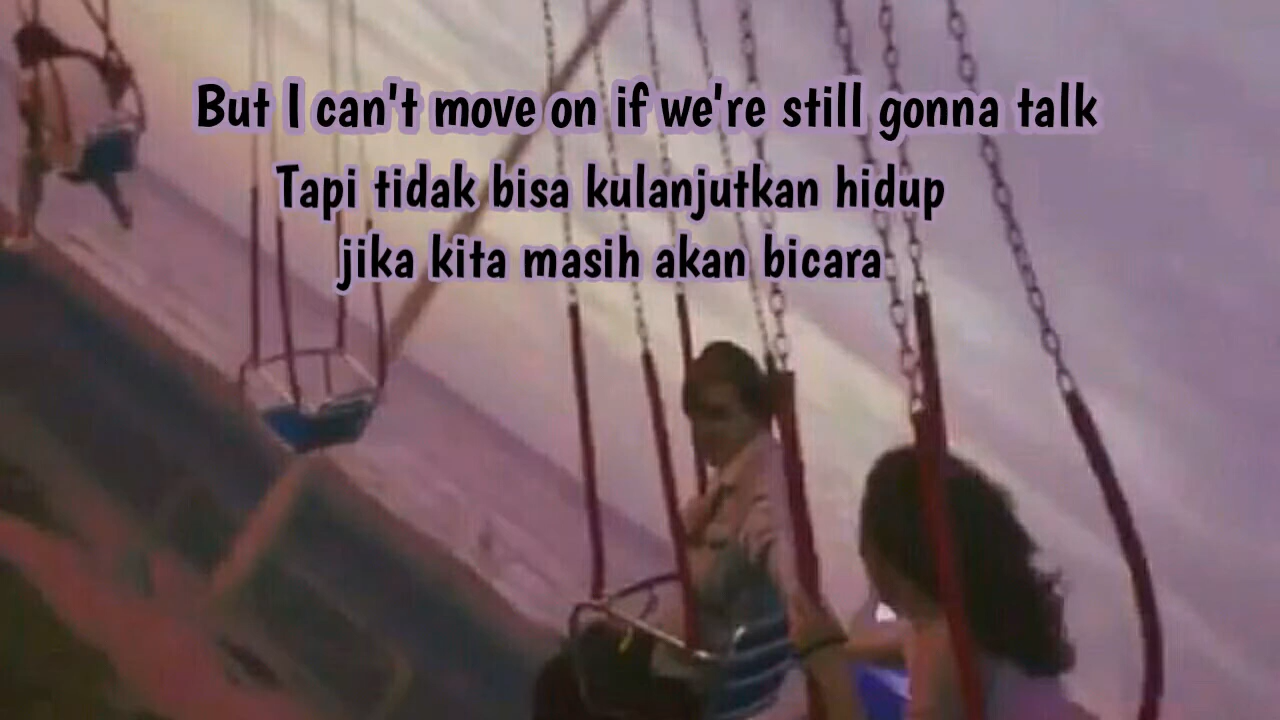 But I can't move on if we're still gonna talk
Tapi tidak bisa kulanjutkan hidup
jika kita masih akan bicara